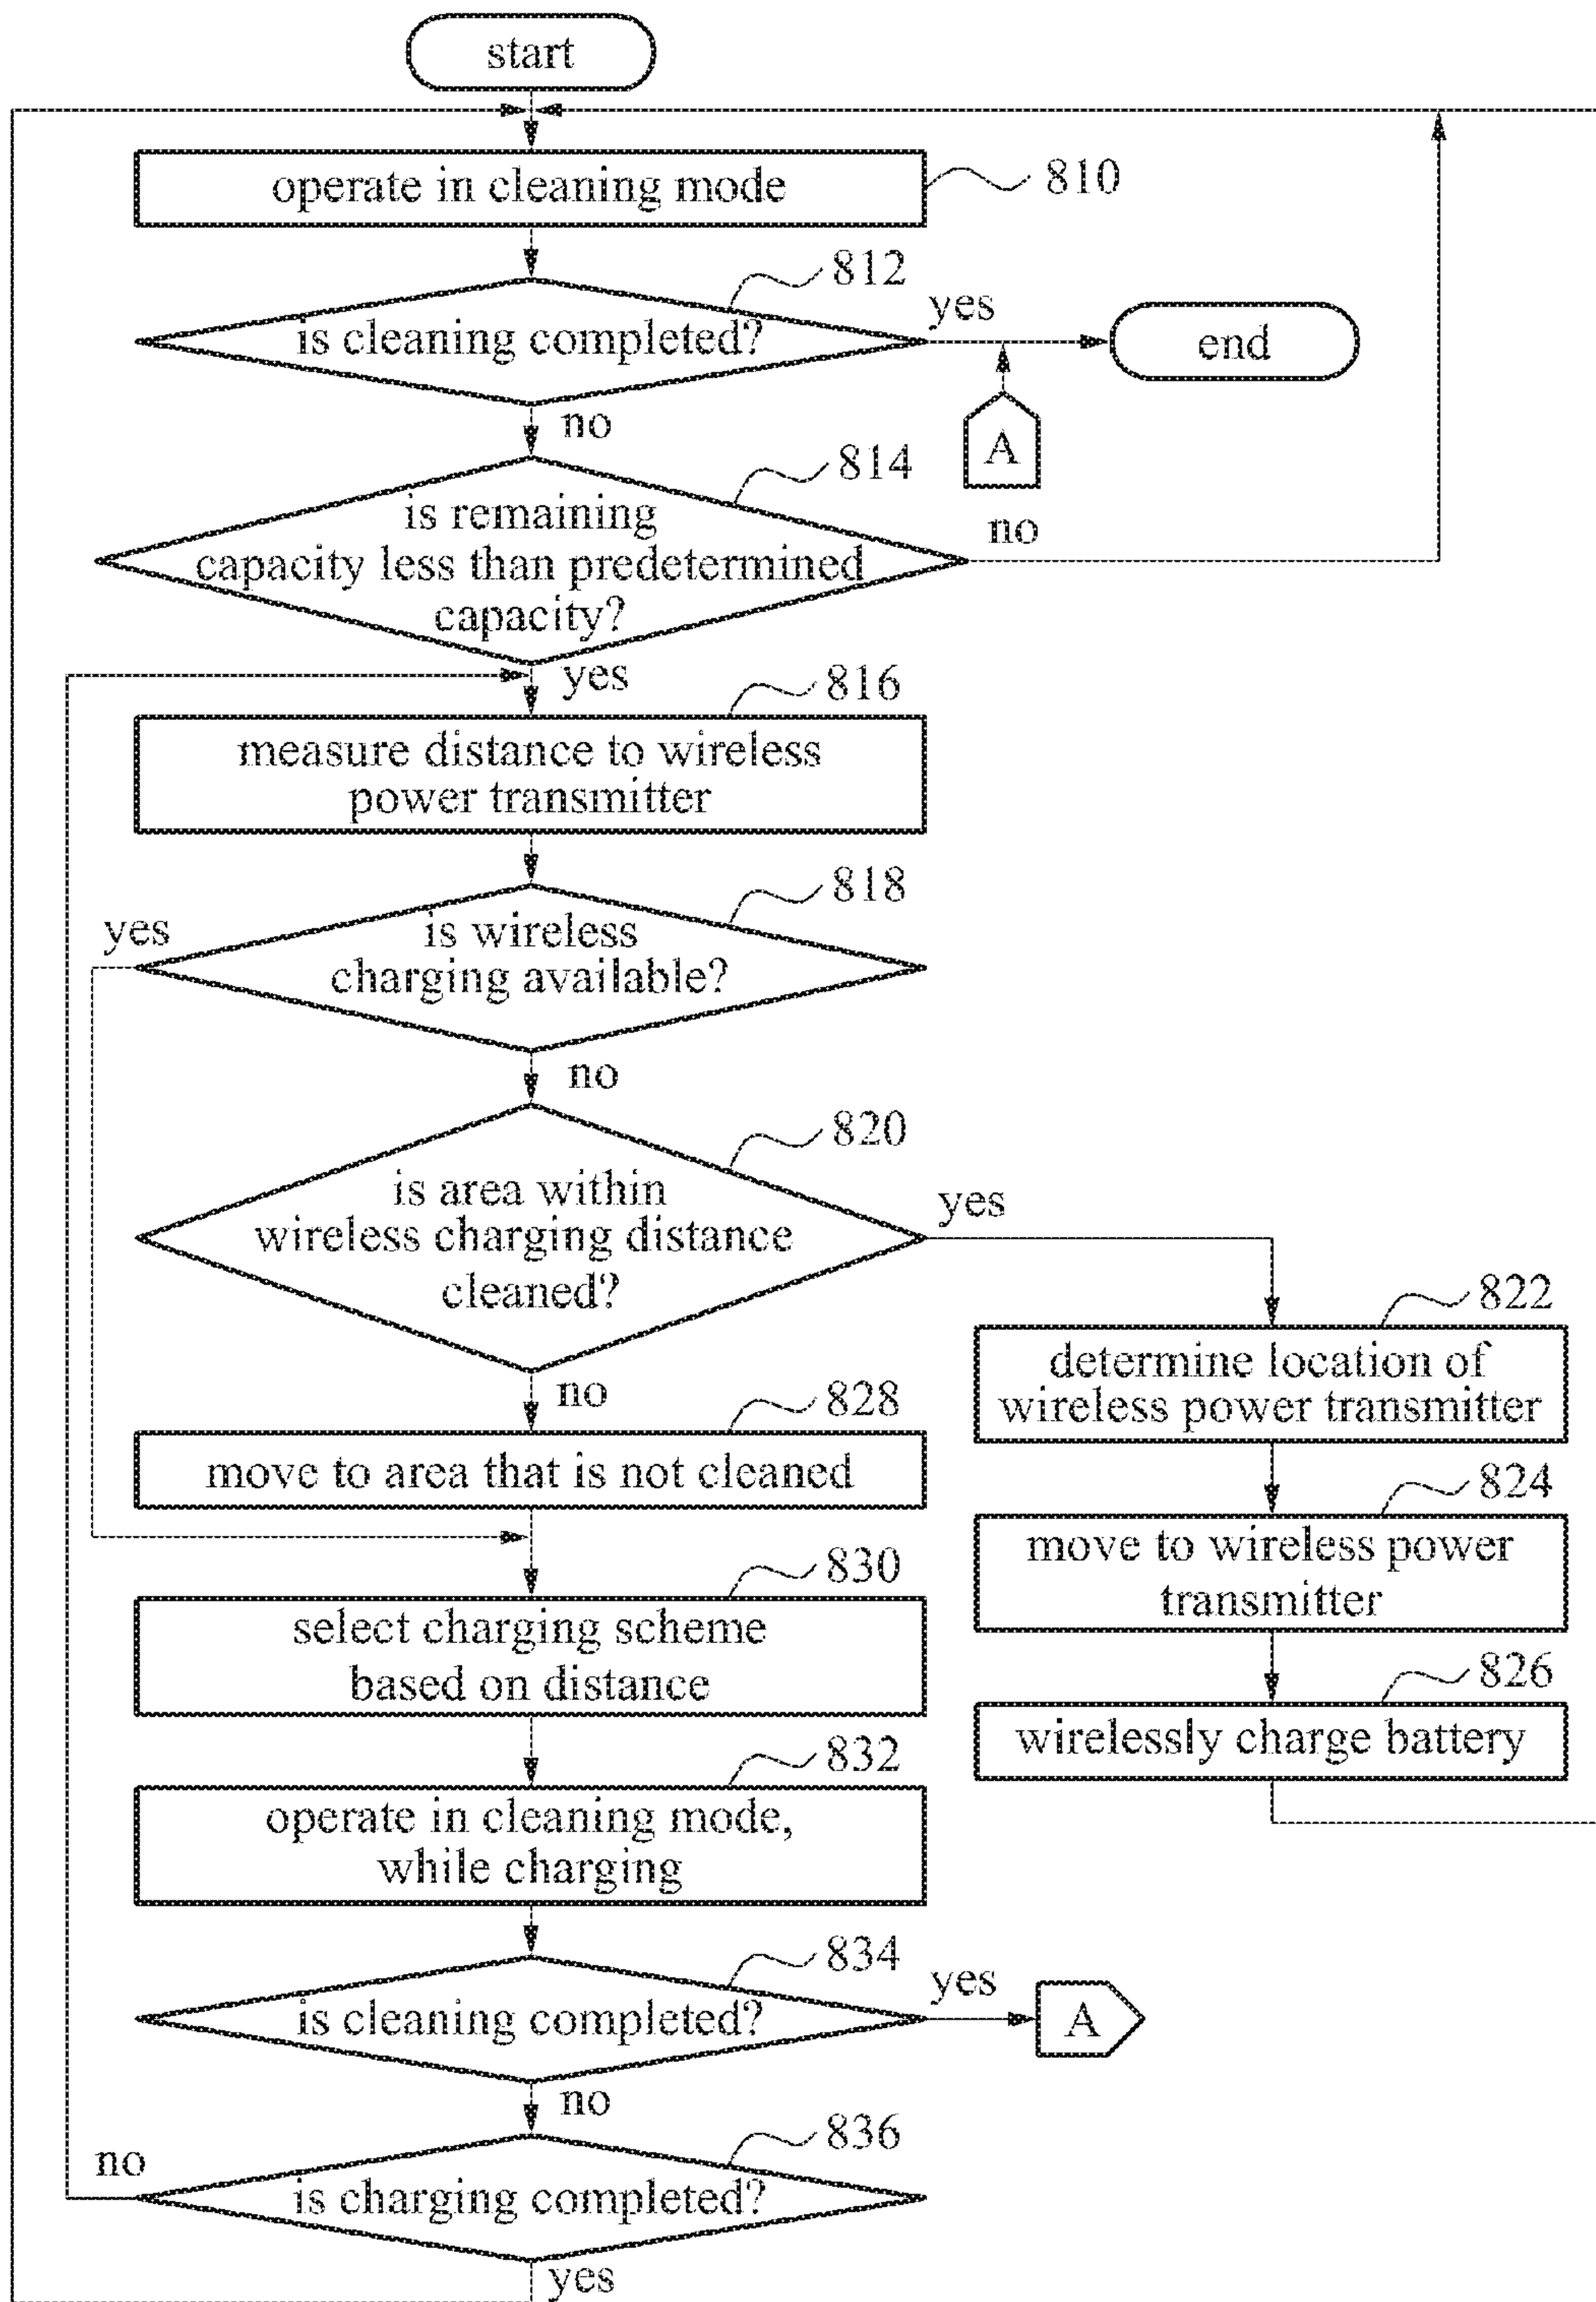 start
operate in cleaning mode
810
812
is cleaning completed?
yes
end
no
A
814
is remaining
capacity less than predetermined
capacity?
no
yes
816
measure distance to wireless
power transmitter
818
yes
is wireless
charging available?
no
820
is area within
wireless charging distance
cleaned?
yes
822
determine location of
wireless power transmitter
no
828
move to area that is not cleaned
824
move to wireless power
transmitter
830
select charging scheme
based on distance
826
wirelessly charge battery
832
operate in cleaning mode,
while charging
834
is cleaning completed?
yes
A
no
836
no
is charging completed?
yes